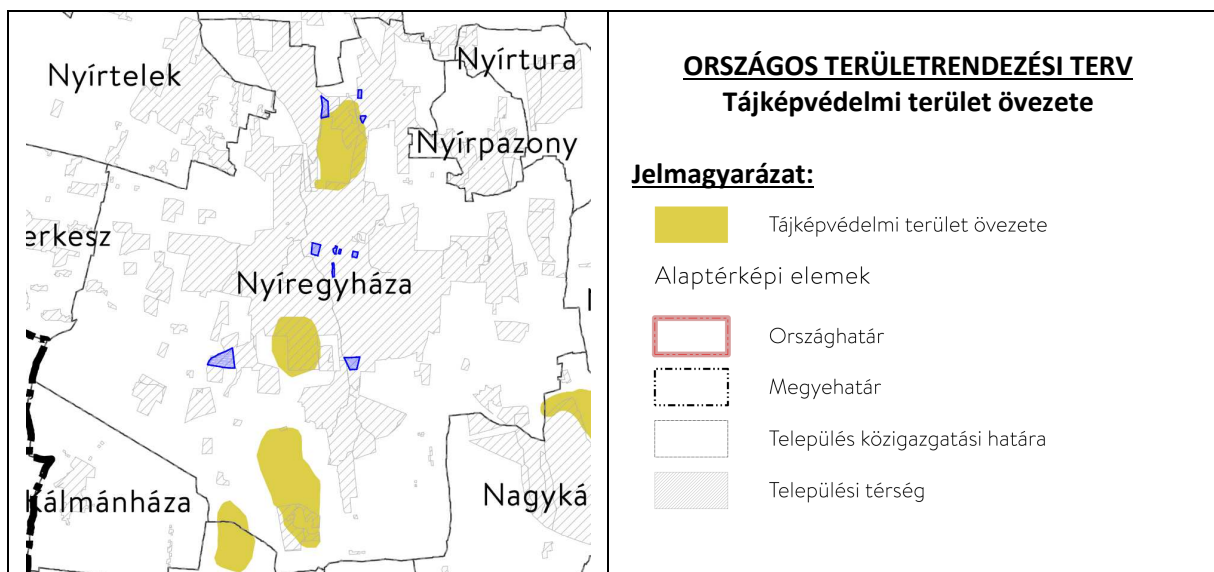 Nyírtelek
Nyírtura
Nyírpazony
erkesz
Nyíregyháza
Kálmánháza
Nagyká
ORSZÁGOS TERÜLETRENDEZÉSI TERV
Tájképvédelmi terület övezete
Jelmagyarázat:
Tájképvédelmi terület övezete
Alaptérképi elemek
Országhatár
Megyehatár
Település közigazgatási határa
Települési térség